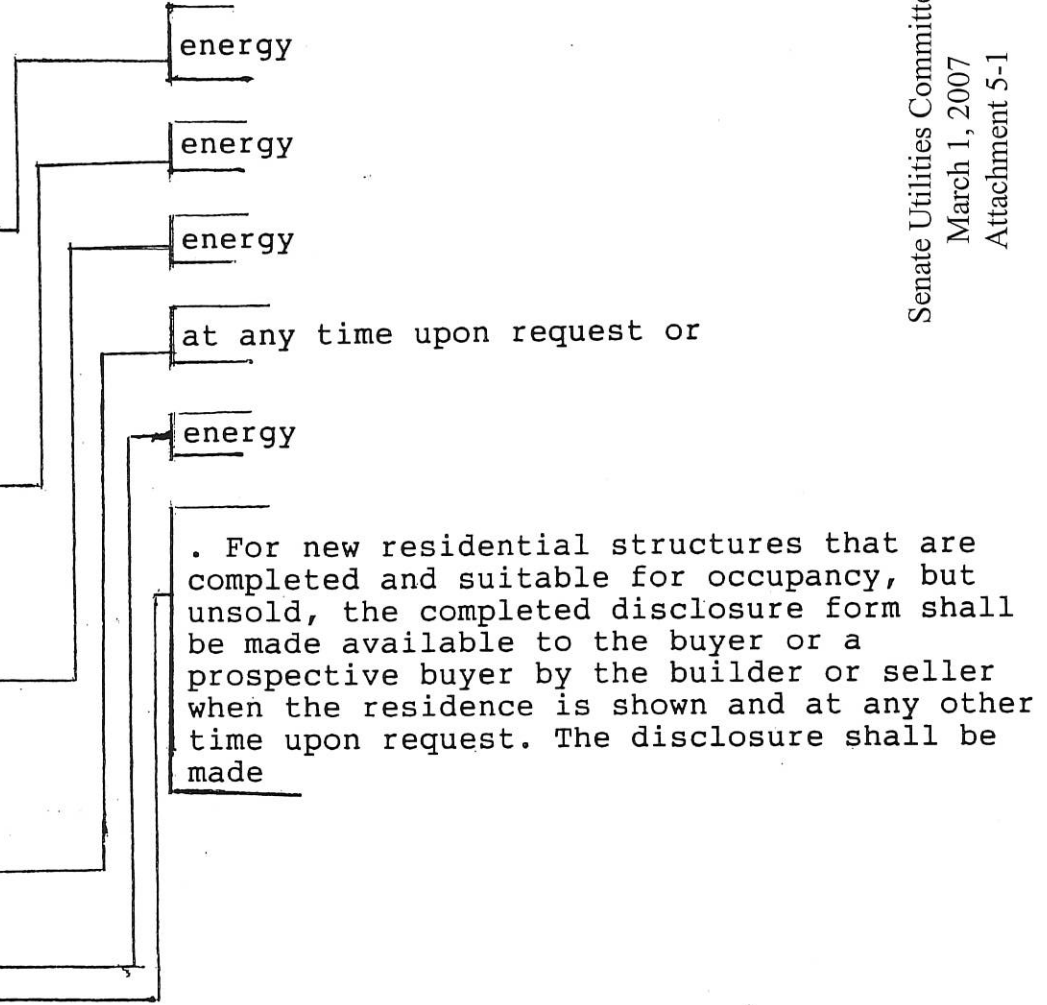 energy
energy
energy
at any time upon request or
energy
. For new residential structures that are
completed and suitable for occupancy, but
unsold, the completed disclosure form shall
be made available to the buyer or a
prospective buyer by the builder or seller
when the residence is shown and at any other
time upon request. The disclosure shall be
made
Senate Utilities
March 1, 2007
Attachment 5-1